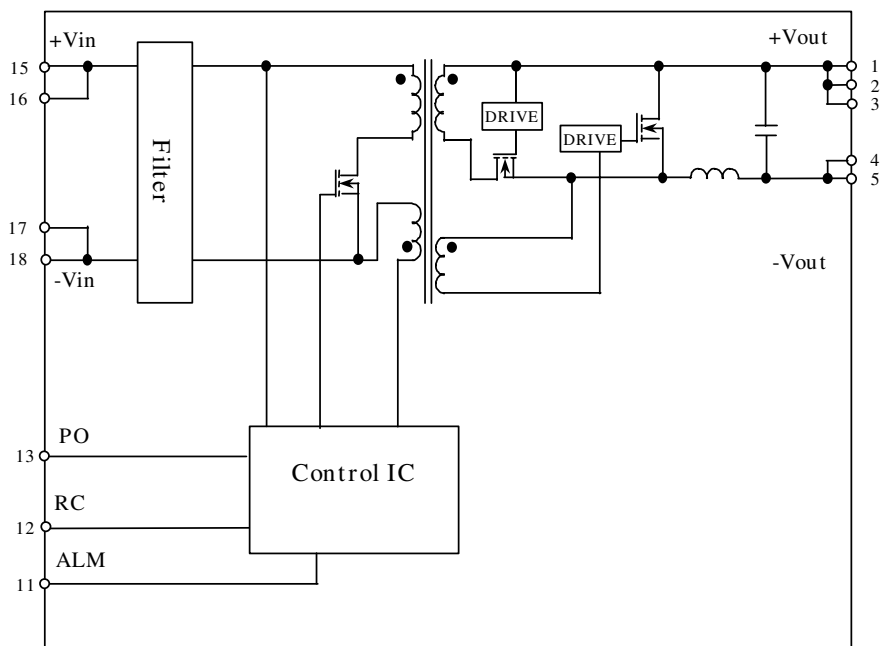 +Vin
+Vout
15
1
2
16
3
DRIVE
DRIVE
Filter
4
5
17
18
-Vin
-Vout
PO
13
Control IC
RC
12
ALM
11